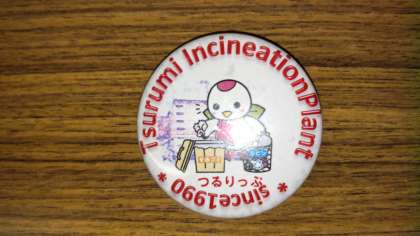 Tsurumi IncineationPlant
つるりっぷ
* since1990 *